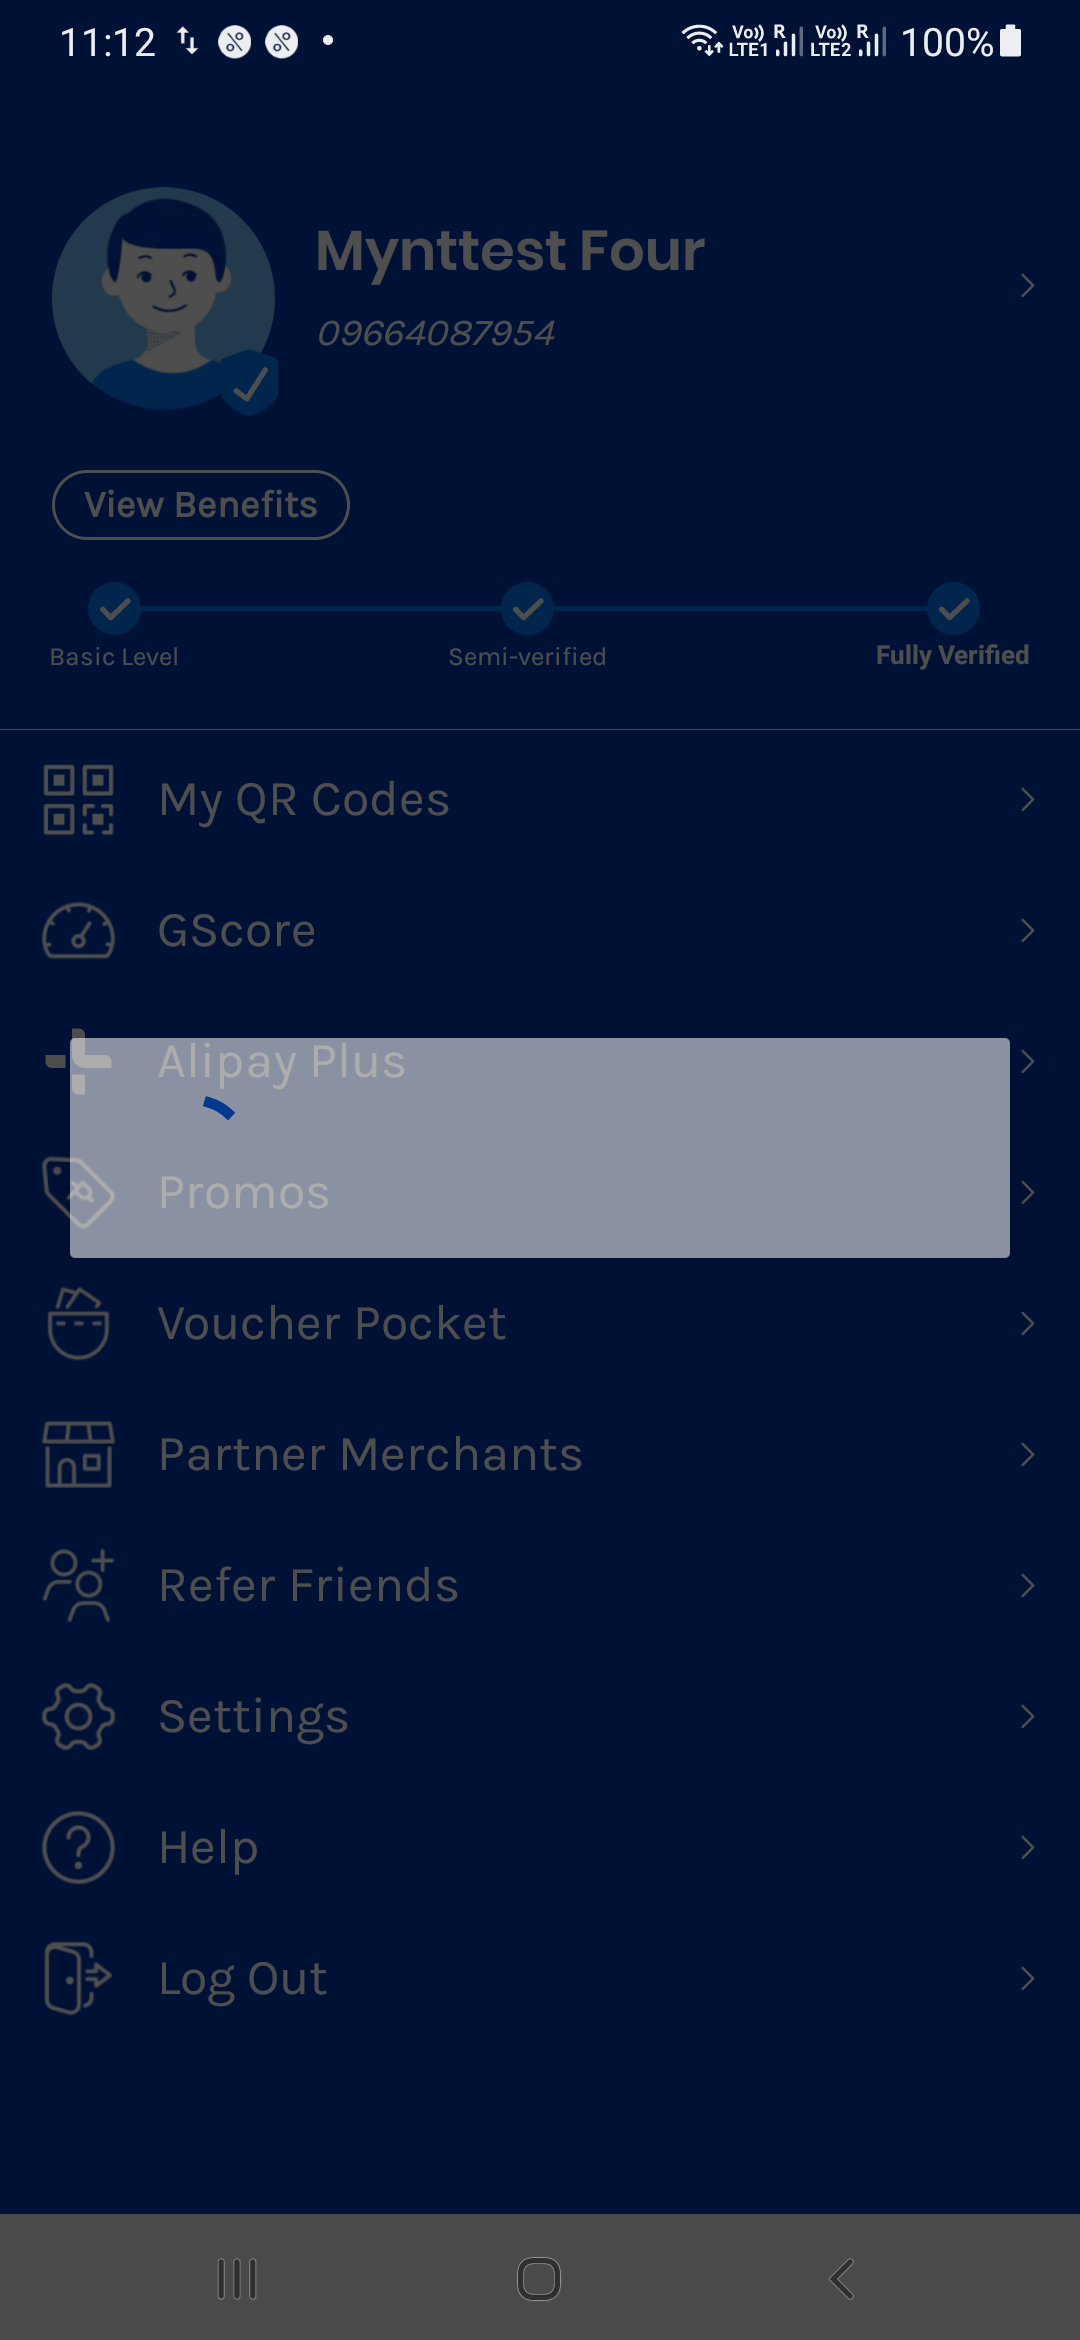 11:12 Vo)) LTE1 R Vo)) LTE2 R 100%
Mynttest Four
09664087954
View Benefits
Basic Level Semi-verified Fully Verified
My QR Codes
GScore
Alipay Plus
Promos
Voucher Pocket
Partner Merchants
Refer Friends
Settings
Help
Log Out